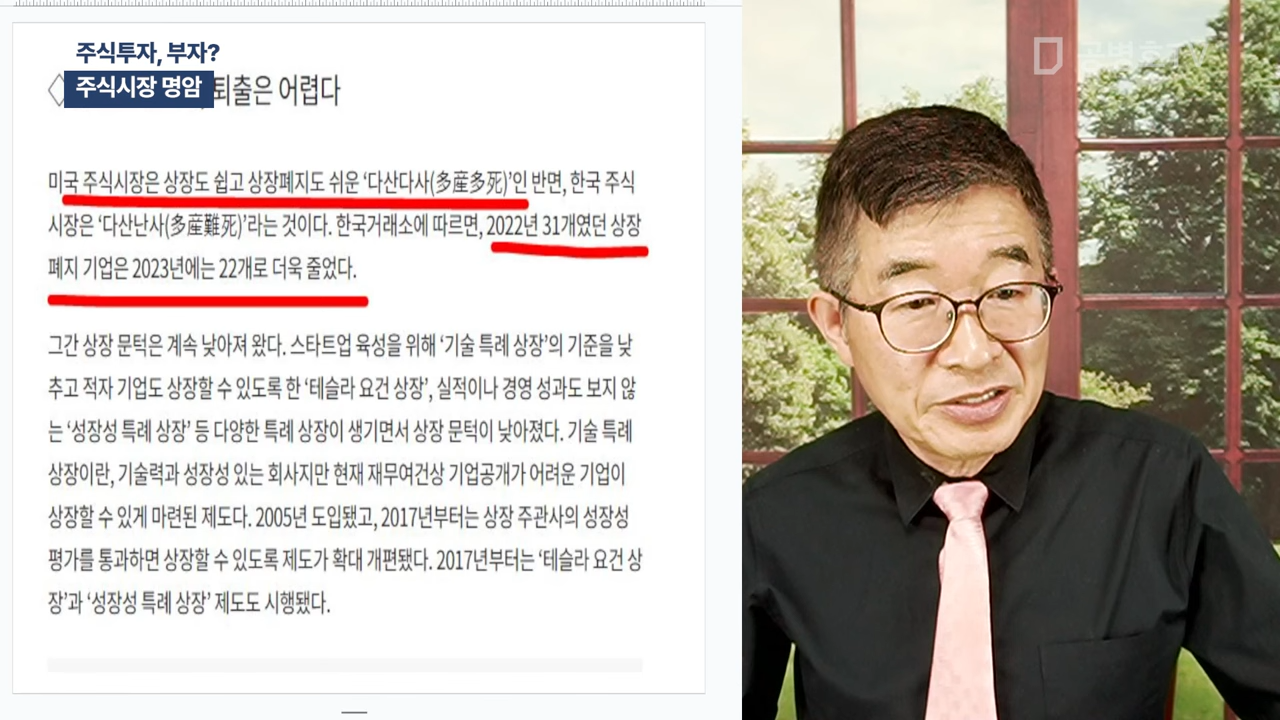 주식투자, 부자?
주식시장 명암
퇴출은 어렵다
미국 주식시장은 상장도 쉽고 상장폐지도 쉬운 ‘다산다사(多産多死)’인 반면, 한국 주식
시장은 ‘다산난사(多産難死)’라는 것이다. 한국거래소에 따르면, 2022년 31개였던 상장
폐지 기업은 2023년에는 22개로 더욱 줄었다.
그간 상장 문턱은 계속 낮아져 왔다. 스타트업 육성을 위해 ‘기술 특례 상장’의 기준을 낮
추고 적자 기업도 상장할 수 있도록 한 ‘테슬라 요건 상장’, 실적이나 경영 성과도 보지 않
는 ‘성장성 특례 상장’ 등 다양한 특례 상장이 생기면서 상장 문턱이 낮아졌다. 기술 특례
상장이란, 기술력과 성장성 있는 회사지만 현재 재무여건상 기업공개가 어려운 기업이
상장할 수 있게 마련된 제도다. 2005년 도입됐고, 2017년부터는 상장 주관사의 성장성
평가를 통과하면 상장할 수 있도록 제도가 확대 개편됐다. 2017년부터는 ‘테슬라 요건 상
장’과 ‘성장성 특례 상장’ 제도도 시행됐다.
공병호TV